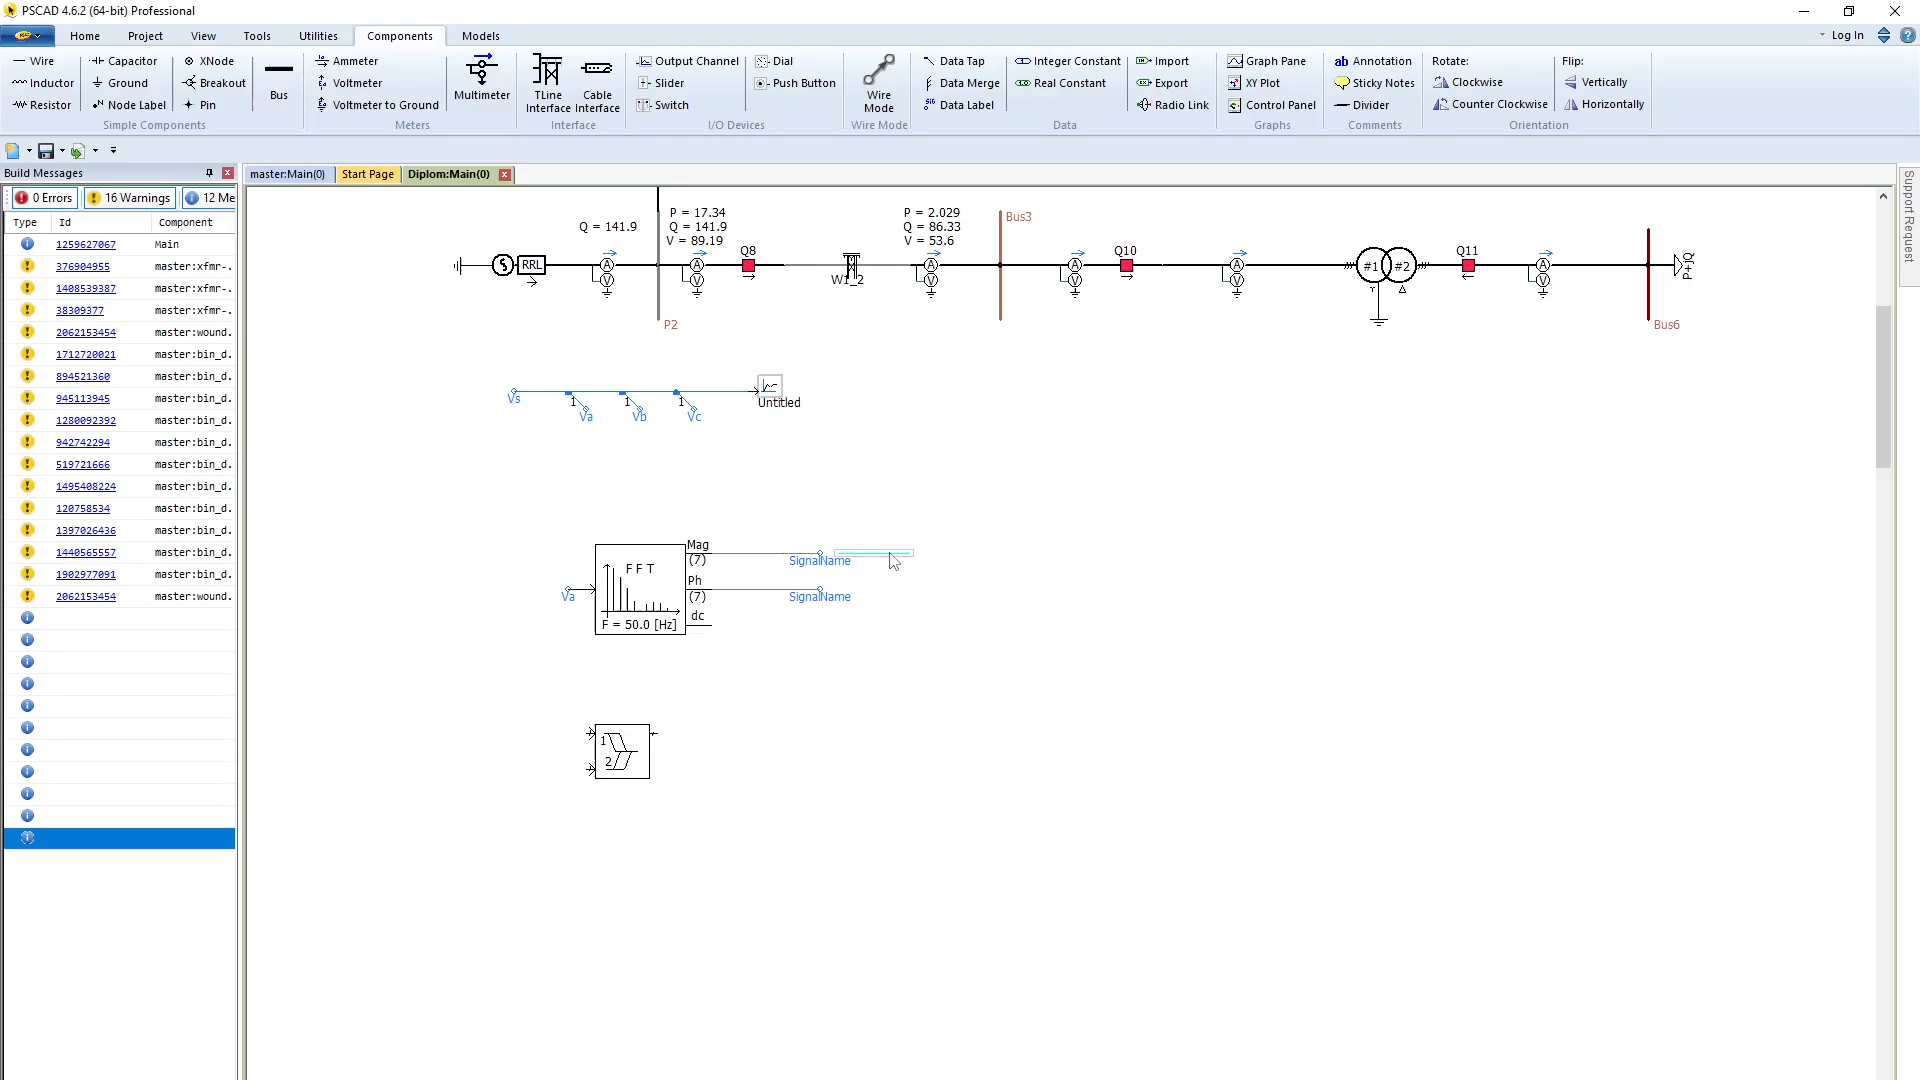 PSCAD 4.6.2 (64-bit) Professional
Home Project View Tools Utilities Components Models Log In
Wire Capacitor XNode Ammeter Output Channel Dial Data Tap Integer Constant Import Graph Pane Annotation Rotate: Flip:
Inductor Ground Breakout Bus Voltmeter Multimeter TLine Interface Cable Interface Slider Push Button Wire Mode Data Merge Real Constant Export XY Plot Sticky Notes Clockwise Vertically
Resistor Node Label Pin Voltmeter to Ground Switch Data Label Radio Link Control Panel Divider Counter Clockwise Horizontally
Simple Components Meters Interface I/O Devices Wire Mode Data Graphs Comments Orientation
Build Messages master:Main(0) Start Page Diplom:Main(0)
0 Errors 16 Warnings 12 Me
Type Id Component
1259627067 Main
376904955 master:xfmr-.
1408539387 master:xfmr-.
38309377 master:xfmr-.
2062153454 master:wound.
1712720021 master:bin_d.
894521360 master:bin_d.
945113945 master:bin_d.
1280092392 master:bin_d.
942742294 master:bin_d.
519721666 master:bin_d.
1495408224 master:bin_d.
120758534 master:bin_d.
1397026436 master:bin_d.
1440565557 master:bin_d.
1902977091 master:bin_d.
2062153454 master:wound.
Support Request
Q = 141.9
P = 17.34
Q = 141.9
V = 89.19
P = 2.029
Q = 86.33
V = 53.6
Bus3
Q8 Q10 Q11
RRL A A A A A #1 #2 A P+jQ
V V W1_2 V V V V
P2 Bus6
Vs 1 1 1 Untitled
Va Vb Vc
Mag
(7) SignalName
F F T
Ph
Va (7) SignalName
dc
F = 50.0 [Hz]
1
2